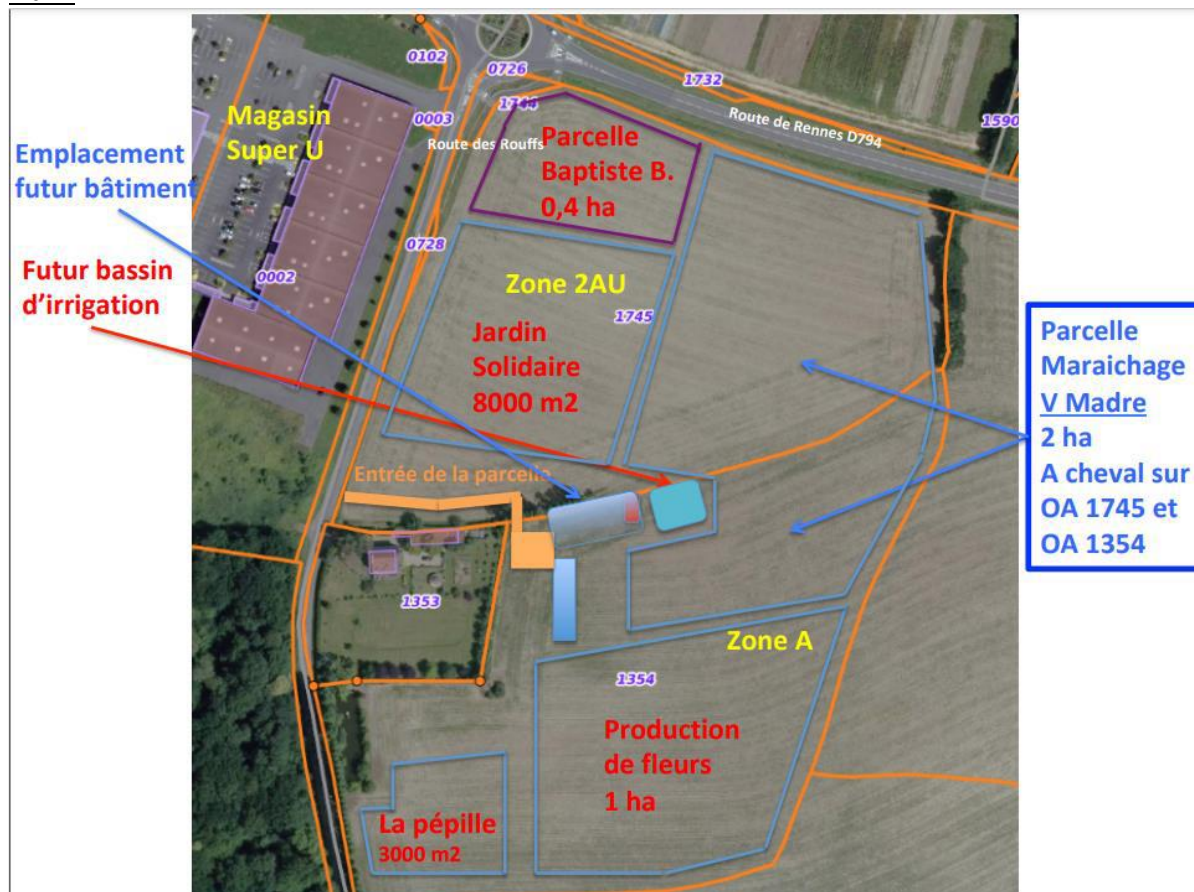 0102
0726
1732
Magasin
Super U
0003
1744
Parcelle
Baptiste B.
0,4 ha
Route de Rennes D794
1590
Route des Rouffs
Emplacement
futur bâtiment
0728
0002
Futur bassin
d'irrigation
Zone 2AU
1745
Jardin
Solidaire
8000 m2
Parcelle
Maraichage
V Madre
2 ha
A cheval sur
OA 1745 et
OA 1354
Entrée de la parcelle
1353
Zone A
1354
Production
de fleurs
1 ha
La pépille
3000 m2